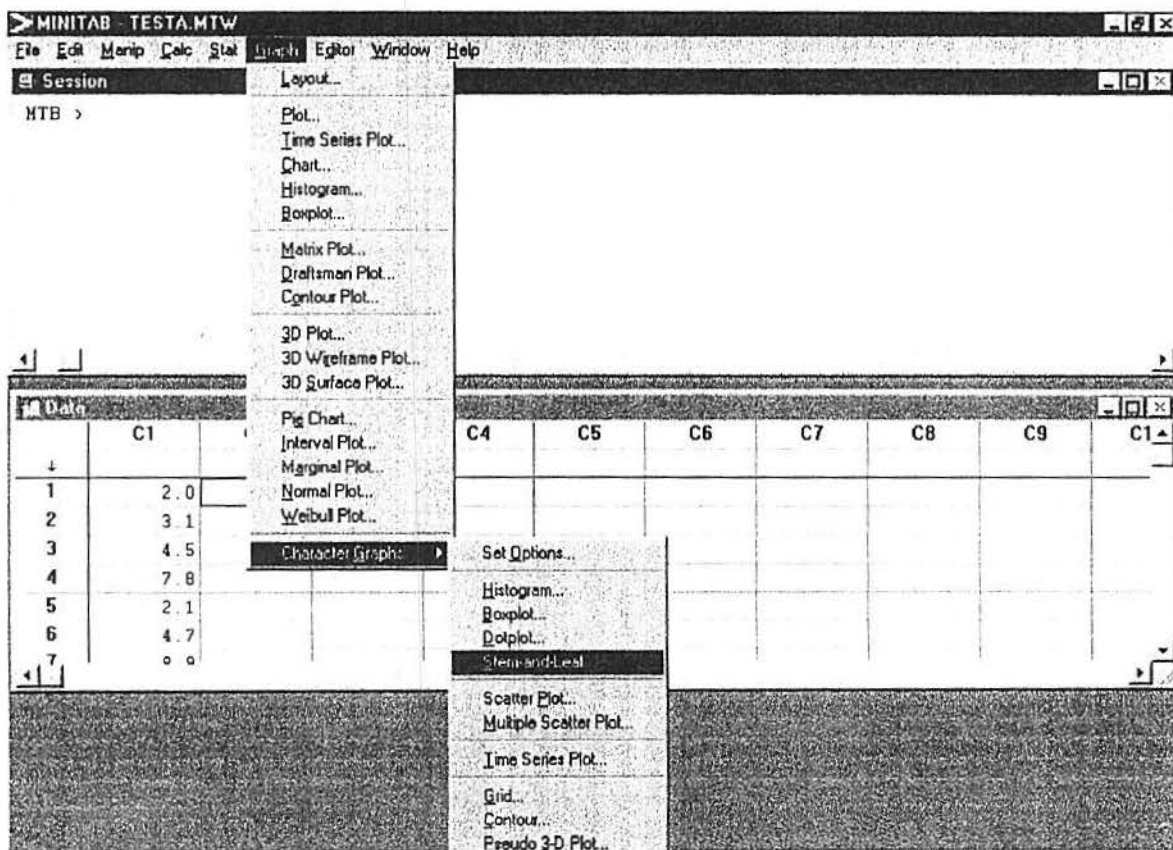 MINITAB - TESTA.MTW
File Edit Manip Calc Stat Graph Editor Window Help
Session
MTB >
Layout...
Plot...
Time Series Plot...
Chart...
Histogram...
Boxplot...
Matrix Plot...
Draftsman Plot...
Contour Plot...
3D Plot...
3D Wireframe Plot...
3D Surface Plot...
Pie Chart...
Interval Plot...
Marginal Plot...
Normal Plot...
Weibull Plot...
Character Graphs
Set Options...
Histogram...
Boxplot...
Dotplot...
Stem-and-Leaf
Scatter Plot...
Multiple Scatter Plot...
Time Series Plot...
Grid...
Contour...
Pseudo 3-D Plot...
Data
C1 C4 C5 C6 C7 C8 C9 C1
1 2.0
2 3.1
3 4.5
4 7.8
5 2.1
6 4.7
7